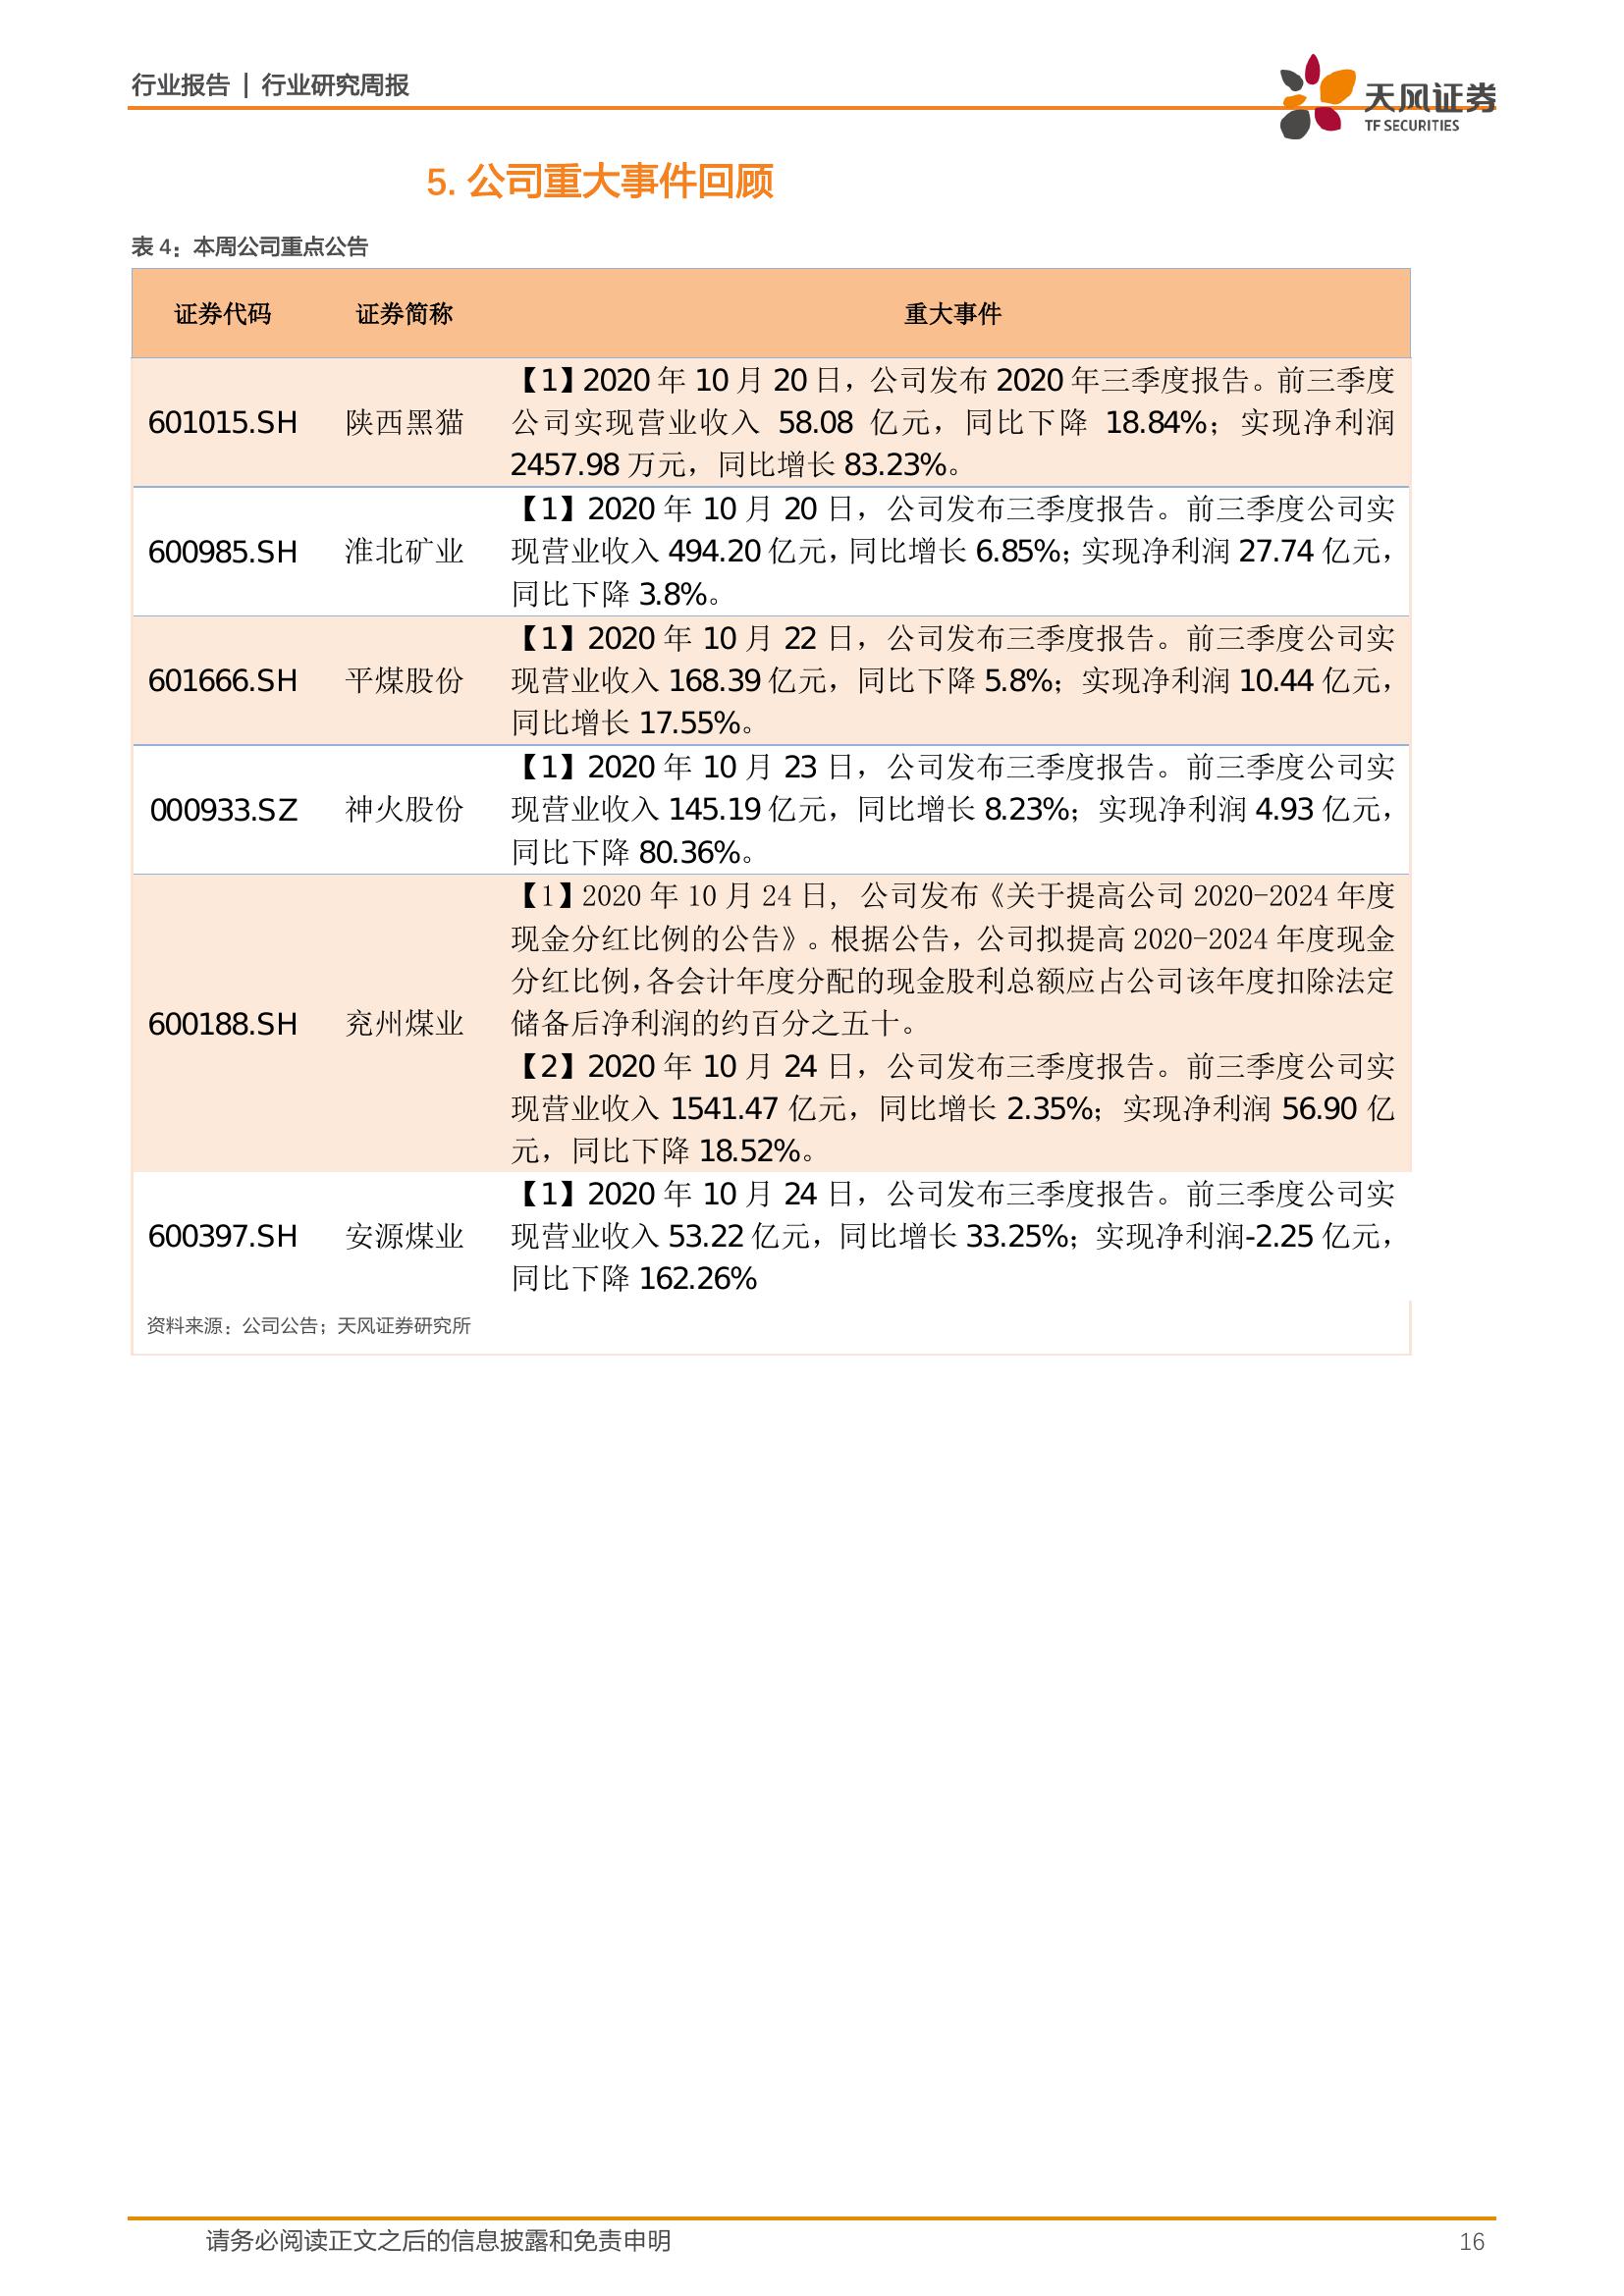 行业报告 | 行业研究周报
天风证券
TF SECURITIES
5. 公司重大事件回顾
表 4：本周公司重点公告
证券代码 证券简称 重大事件
601015.SH 陕西黑猫
【1】2020 年 10 月 20 日，公司发布 2020 年三季度报告。前三季度
公司实现营业收入 58.08 亿元，同比下降 18.84%；实现净利润
2457.98 万元，同比增长 83.23%。
600985.SH 淮北矿业
【1】2020 年 10 月 20 日，公司发布三季度报告。前三季度公司实
现营业收入 494.20 亿元，同比增长 6.85%；实现净利润 27.74 亿元，
同比下降 3.8%。
601666.SH 平煤股份
【1】2020 年 10 月 22 日，公司发布三季度报告。前三季度公司实
现营业收入 168.39 亿元，同比下降 5.8%；实现净利润 10.44 亿元，
同比增长 17.55%。
000933.SZ 神火股份
【1】2020 年 10 月 23 日，公司发布三季度报告。前三季度公司实
现营业收入 145.19 亿元，同比增长 8.23%；实现净利润 4.93 亿元，
同比下降 80.36%。
600188.SH 兖州煤业
【1】2020 年 10 月 24 日，公司发布《关于提高公司 2020-2024 年度
现金分红比例的公告》。根据公告，公司拟提高 2020-2024 年度现金
分红比例，各会计年度分配的现金股利总额应占公司该年度扣除法定
储备后净利润的约百分之五十。
【2】2020 年 10 月 24 日，公司发布三季度报告。前三季度公司实
现营业收入 1541.47 亿元，同比增长 2.35%；实现净利润 56.90 亿
元，同比下降 18.52%。
600397.SH 安源煤业
【1】2020 年 10 月 24 日，公司发布三季度报告。前三季度公司实
现营业收入 53.22 亿元，同比增长 33.25%；实现净利润-2.25 亿元，
同比下降 162.26%
资料来源：公司公告；天风证券研究所
请务必阅读正文之后的信息披露和免责申明 16